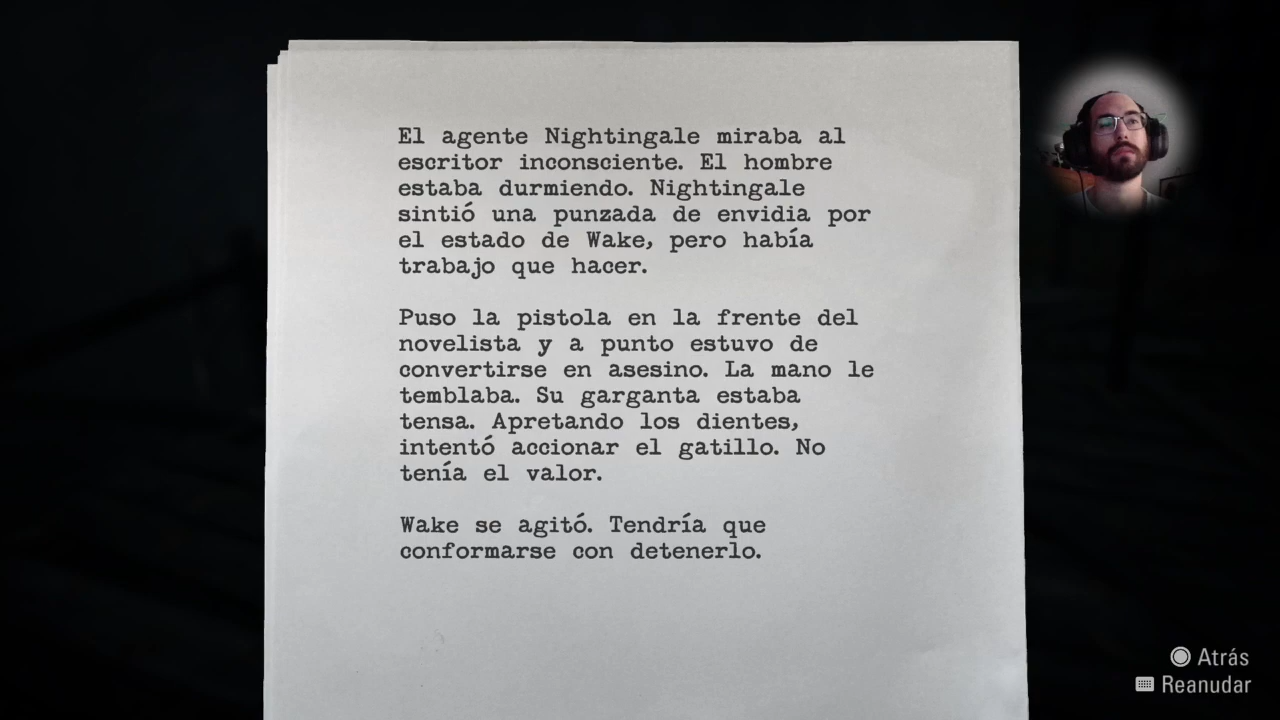 El agente Nightingale miraba al
escritor inconsciente. El hombre
estaba durmiendo. Nightingale
sintió una punzada de envidia por
el estado de Wake, pero había
trabajo que hacer.
Puso la pistola en la frente del
novelista y a punto estuvo de
convertirse en asesino. La mano le
temblaba. Su garganta estaba
tensa. Apretando los dientes,
intentó accionar el gatillo. No
tenía el valor.
Wake se agitó. Tendría que
conformarse con detenerlo.
Atrás
Reanudar